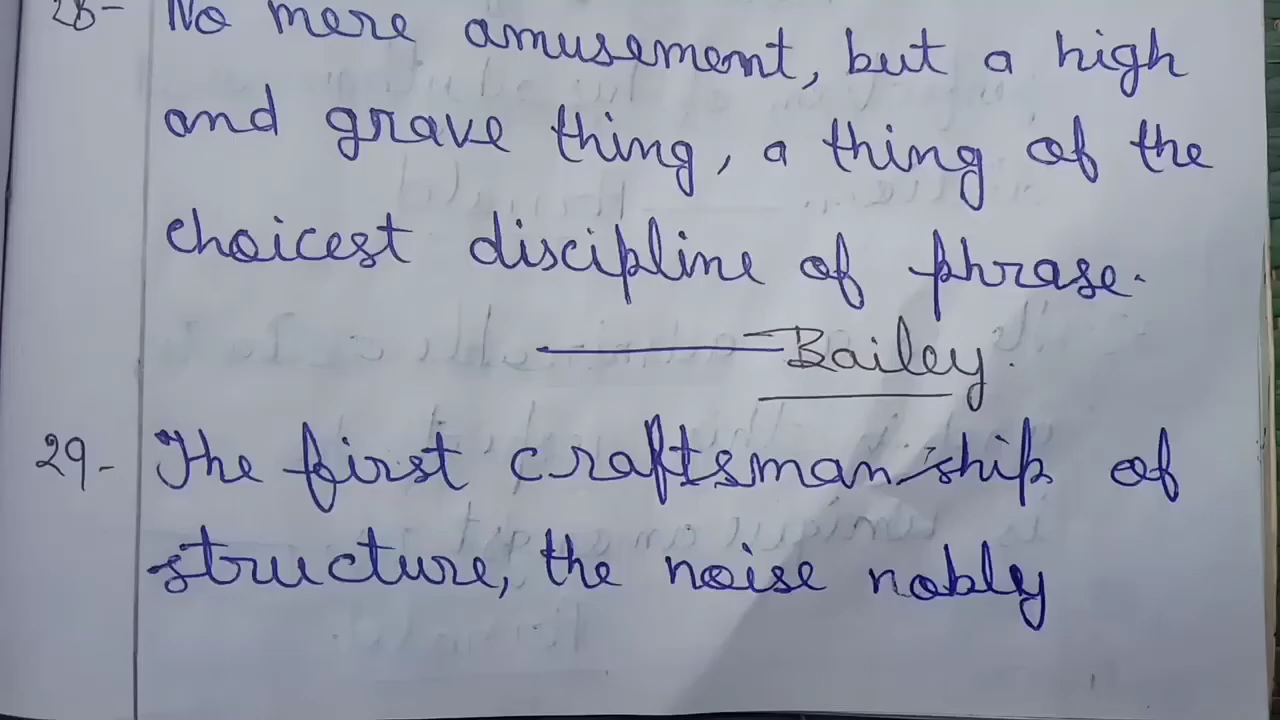 28- No mere amusement, but a high
and grave thing, a thing of the
choicest discipline of phrase.
Bailey.
29- The first craftsmanship of
structure, the noise nobly